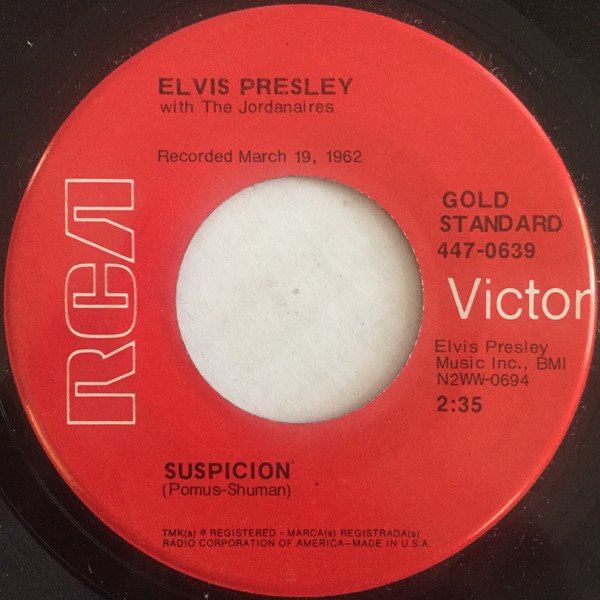 ELVIS PRESLEY
with The Jordanaires
Recorded March 19, 1962
RCA
GOLD
STANDARD
447-0639
Victor
Elvis Presley
Music Inc., BMI
N2WW-0694
2:35
SUSPICION
(Pomus-Shuman)
TMK(s) ® REGISTERED · MARCA(s) REGISTRADA(s)
RADIO CORPORATION OF AMERICA—MADE IN U.S.A.